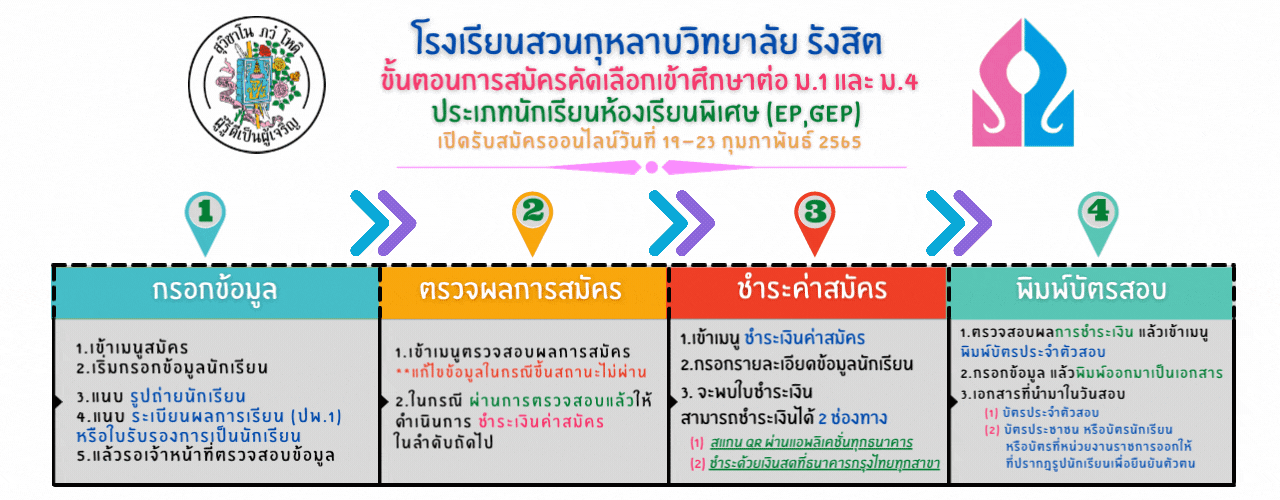 สุวิชาโน ภวํ โหติ
ผู้รู้ดีเป็นผู้เจริญ
โรงเรียนสวนกุหลาบวิทยาลัย รังสิต
ขั้นตอนการสมัครคัดเลือกเข้าศึกษาต่อ ม.1 และ ม.4
ประเภทนักเรียนห้องเรียนพิเศษ (EP,GEP)
เปิดรับสมัครออนไลน์วันที่ 19-23 กุมภาพันธ์ 2565
1
2
3
4
กรอกข้อมูล
1.เข้าเมนูสมัคร
2.เริ่มกรอกข้อมูลนักเรียน
3.แนบ รูปถ่ายนักเรียน
4.แนบ ระเบียนผลการเรียน (ปพ.1)
หรือใบรับรองการเป็นนักเรียน
5.แล้วรอเจ้าหน้าที่ตรวจสอบข้อมูล
ตรวจผลการสมัคร
1.เข้าเมนูตรวจสอบผลการสมัคร
**แก้ไขข้อมูลในกรณีขึ้นสถานะไม่ผ่าน
2.ในกรณี ผ่านการตรวจสอบแล้วให้
ดำเนินการ ชำระเงินค่าสมัคร
ในลำดับถัดไป
ชำระค่าสมัคร
1.เข้าเมนู ชำระเงินค่าสมัคร
2.กรอกรายละเอียดข้อมูลนักเรียน
3. จะพบใบชำระเงิน
สามารถชำระเงินได้ 2 ช่องทาง
(1) สแกน QR ผ่านแอพลิเคชั่นทุกธนาคาร
(2) ชำระด้วยเงินสดที่ธนาคารกรุงไทยทุกสาขา
พิมพ์บัตรสอบ
1.ตรวจสอบผลการชำระเงิน แล้วเข้าเมนู
พิมพ์บัตรประจำตัวสอบ
2.กรอกข้อมูล แล้วพิมพ์ออกมาเป็นเอกสาร
3.เอกสารที่นำมาในวันสอบ
(1) บัตรประจำตัวสอบ
(2) บัตรประชาชน หรือบัตรนักเรียน
หรือบัตรที่หน่วยงานราชการออกให้
ที่ปรากฎรูปนักเรียนเพื่อยืนยันตัวตน